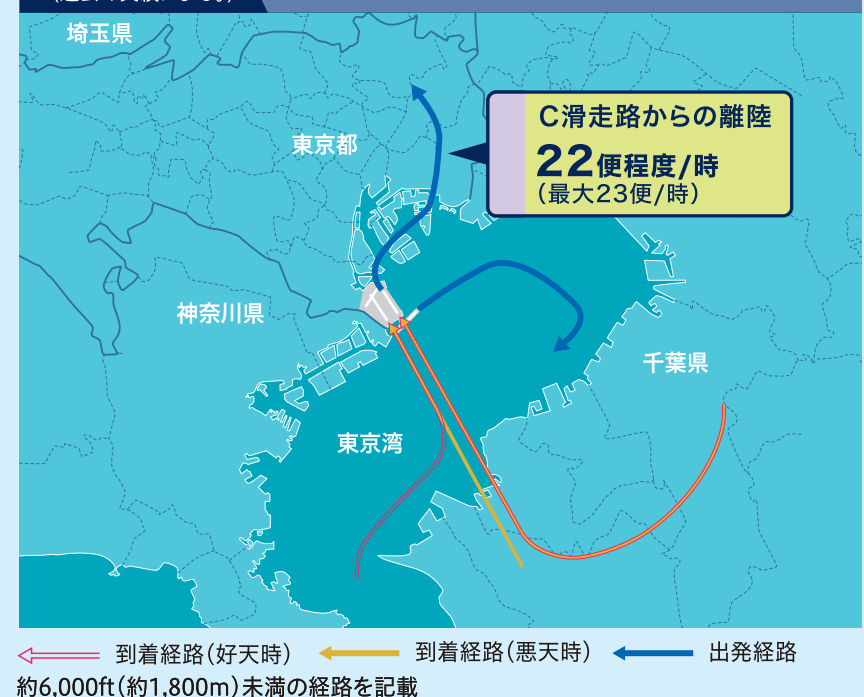 埼玉県
東京都
C滑走路からの離陸
22便程度/時
(最大23便/時)
神奈川県
千葉県
東京湾
到着経路(好天時)
到着経路(悪天時)
出発経路
約6,000ft(約1,800m)未満の経路を記載